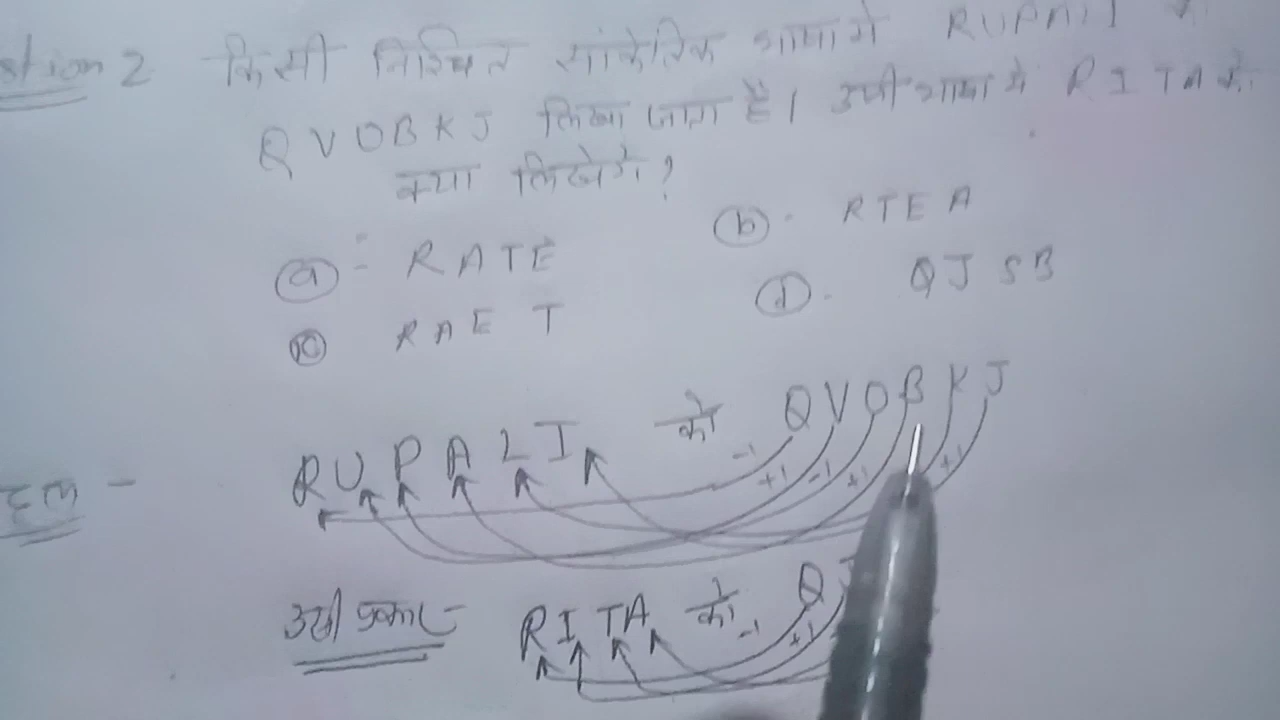 stion 2 किसी निश्चित सांकेतिक भाषा में RUPALI
QVOBKJ लिखा जाता है। उसी भाषा में RITA को
क्या लिखेंगे?
(a) - RATE (b) - RTEA
(c) RAET (d) - QJSB
हल - RUPALI को QVOBKJ
-1 +1 -1 +1 +1
उसी प्रकार - RITA को Q
-1 +1